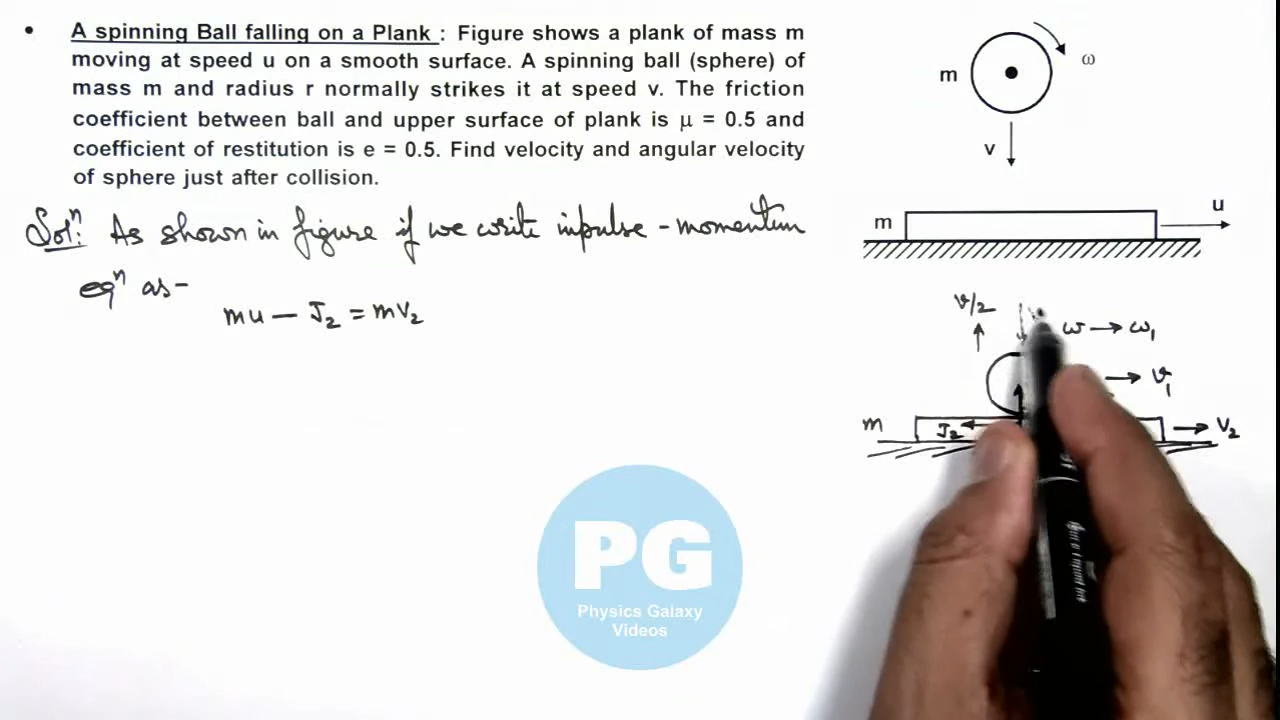 • A spinning Ball falling on a Plank : Figure shows a plank of mass m
moving at speed u on a smooth surface. A spinning ball (sphere) of
mass m and radius r normally strikes it at speed v. The friction
coefficient between ball and upper surface of plank is μ = 0.5 and
coefficient of restitution is e = 0.5. Find velocity and angular velocity
of sphere just after collision.
Solⁿ: As shown in figure if we write impulse - momentum
eqⁿ as-
mu — J₂ = mV₂
ω
m
v
m
u
v/2
ω → ω₁
v₁
m
J₂
V₂
PG
Physics Galaxy
Videos